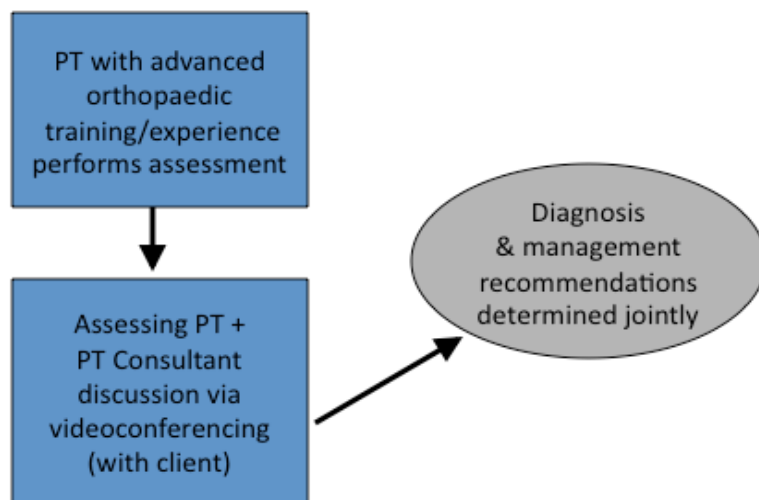 PT with advanced
orthopaedic
training/experience
performs assessment
Assessing PT +
PT Consultant
discussion via
videoconferencing
(with client)
Diagnosis
& management
recommendations
determined jointly